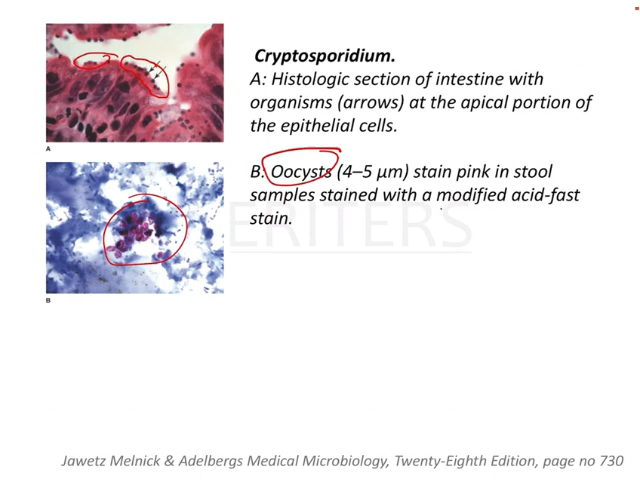 Cryptosporidium.
A: Histologic section of intestine with
organisms (arrows) at the apical portion of
the epithelial cells.
A
B: Oocysts (4–5 μm) stain pink in stool
samples stained with a modified acid-fast
stain.
ERITERS
B
Jawetz Melnick & Adelbergs Medical Microbiology, Twenty-Eighth Edition, page no 730